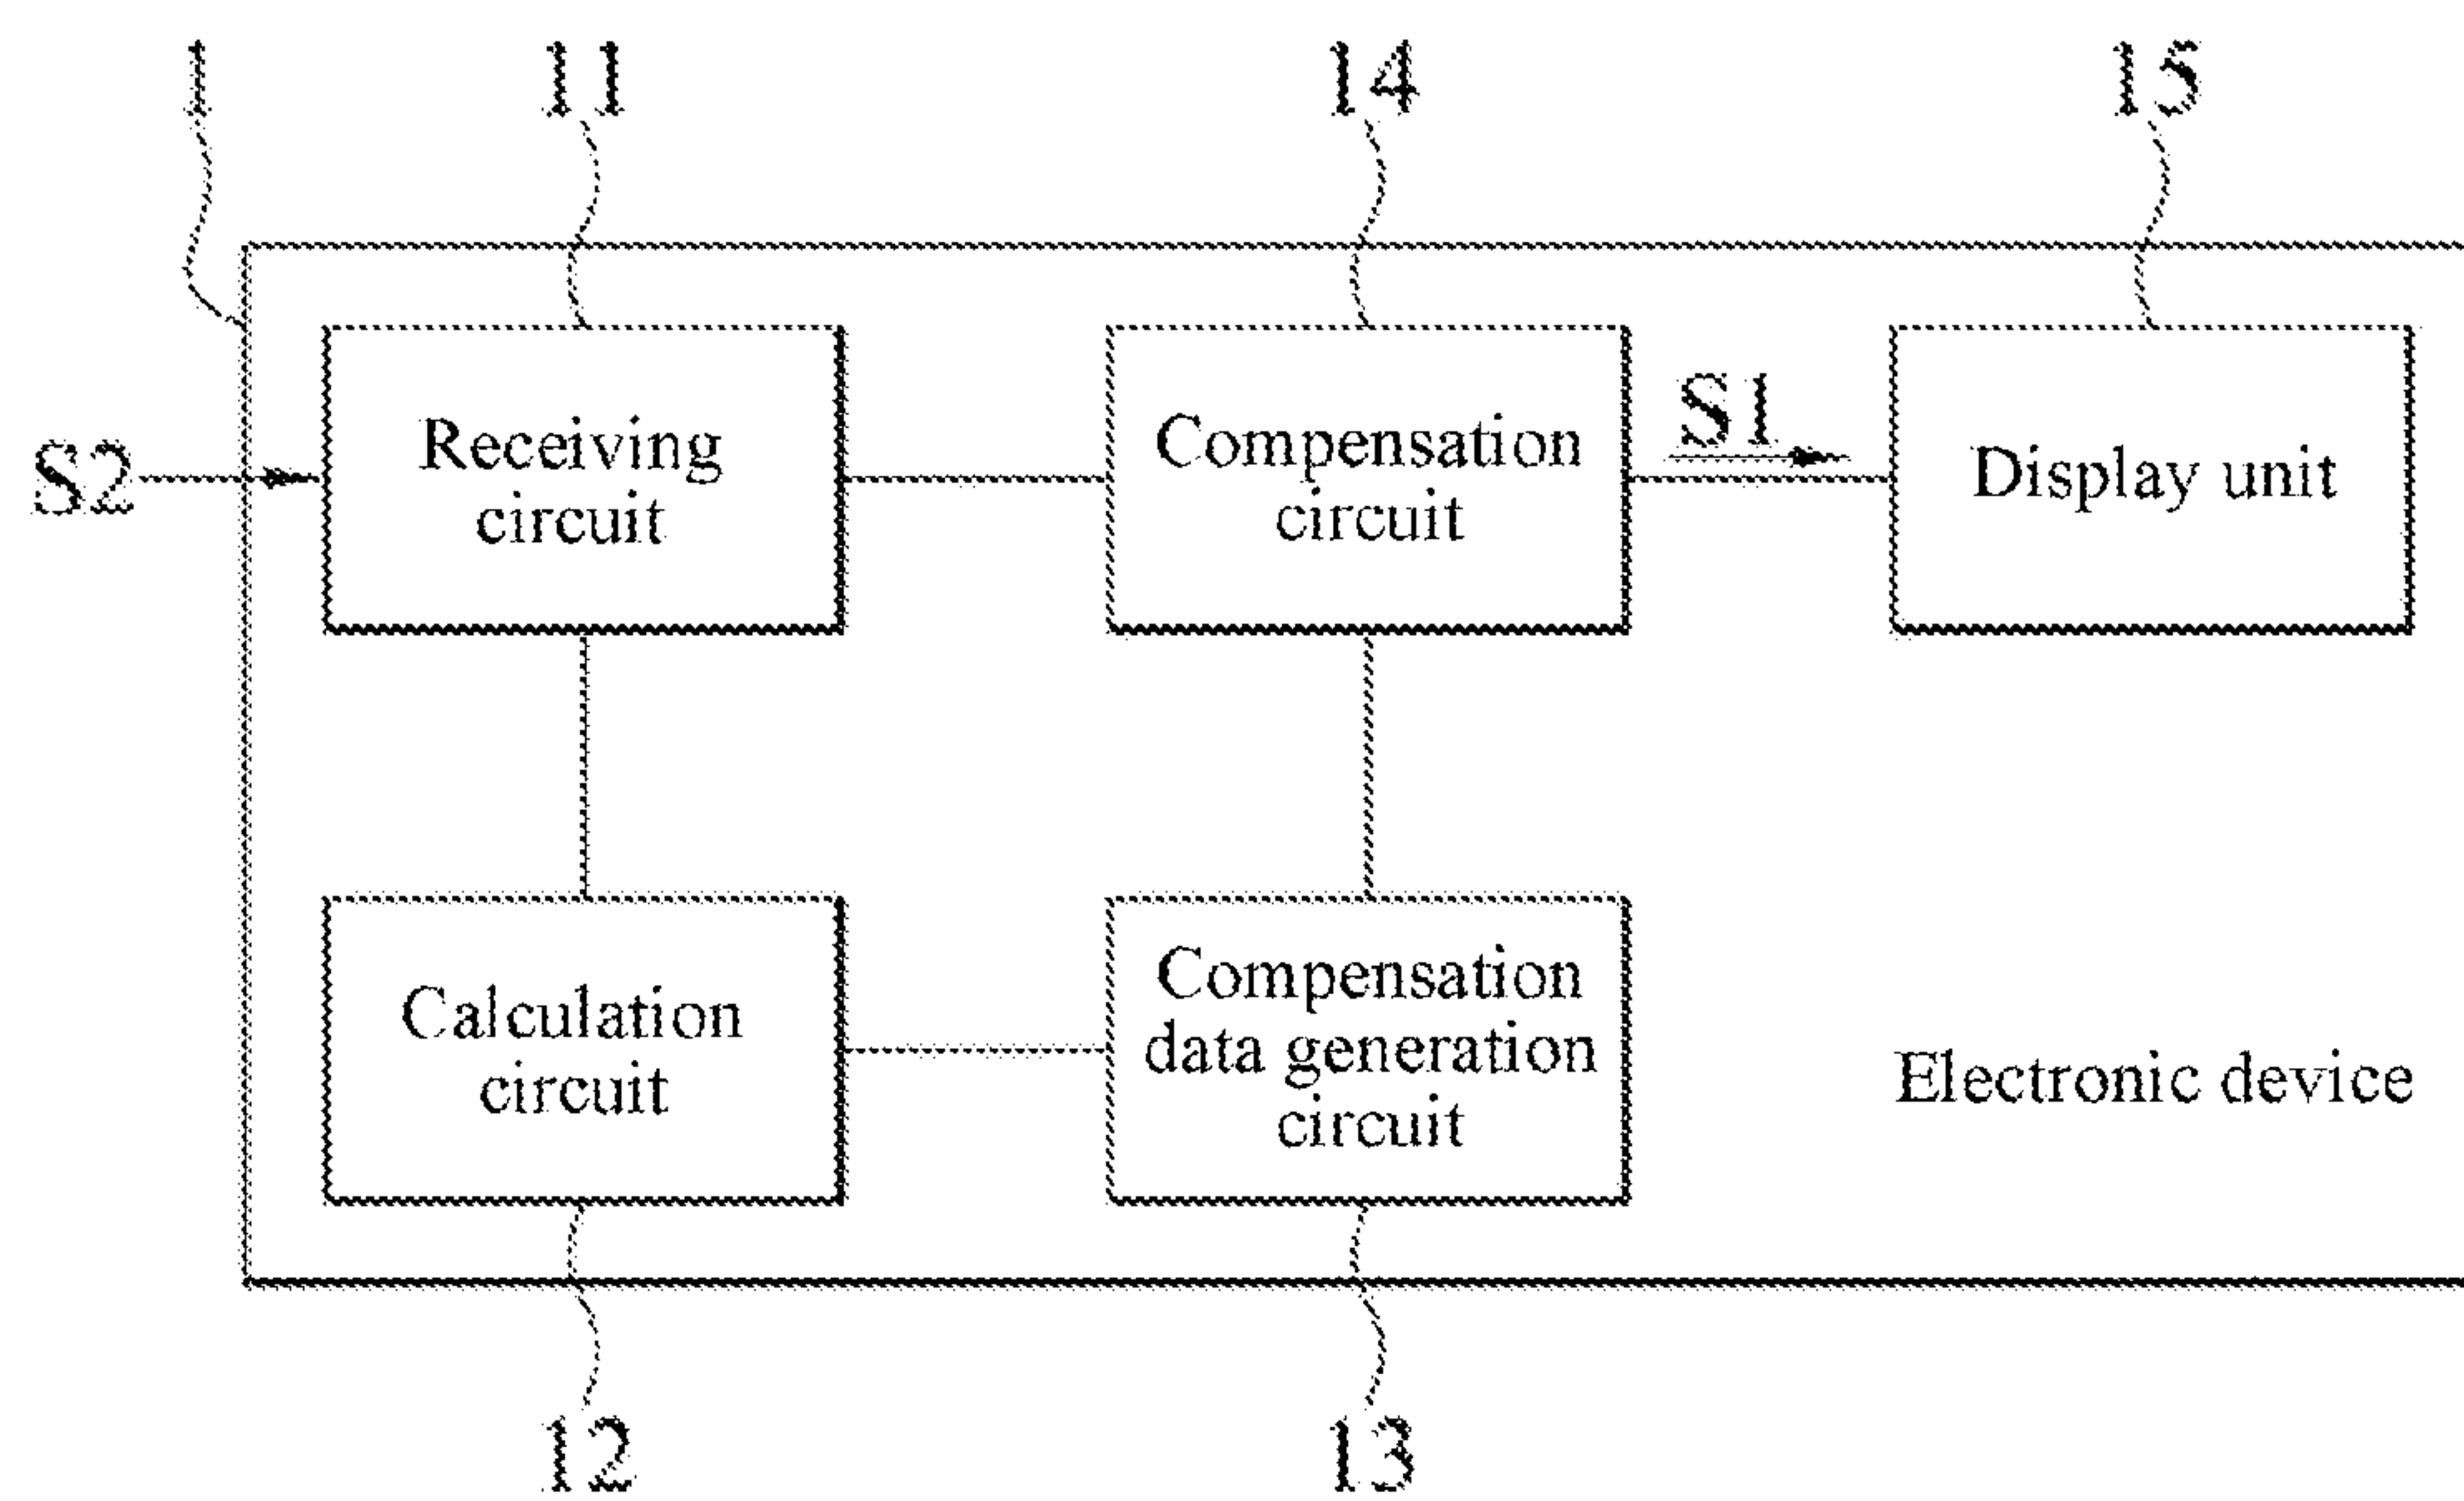 1
11
14
15
S2
Receiving
circuit
Compensation
circuit
S1
Display unit
Calculation
circuit
Compensation
data generation
circuit
Electronic device
12
13